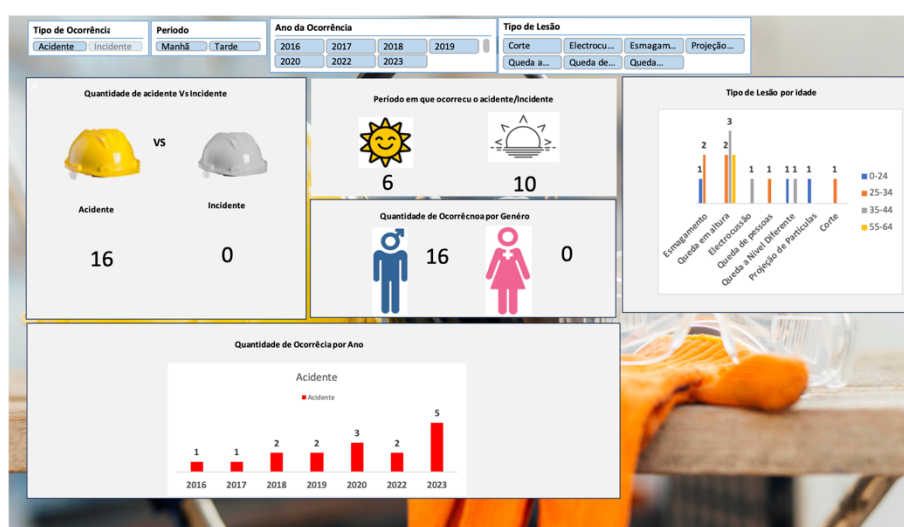 Tipo de Ocorrência
Acidente Incidente
Periodo
Manhã Tarde
Ano da Ocorrência
2016 2017 2018 2019
2020 2022 2023
Tipo de Lesão
Corte Electrocu... Esmagam... Projeção...
Queda a... Queda de... Queda...
Quantidade de acidente Vs Incidente
VS
Acidente Incidente
16 0
Período em que ocorrecu o acidente/Incidente
6 10
Quantidade de Ocorrêcnoa por Genéro
16 0
Tipo de Lesão por idade
1 2 2 3 1 1 1 1 1 1
Esmagamento
Queda em altura
Electrocussão
Queda de pessoas
Queda a Nível Diferente
Projeção de Partículas
Corte
0-24
25-34
35-44
55-64
Quantidade de Ocorrêcia por Ano
Acidente
Acidente
1 1 2 2 3 2 5
2016 2017 2018 2019 2020 2022 2023